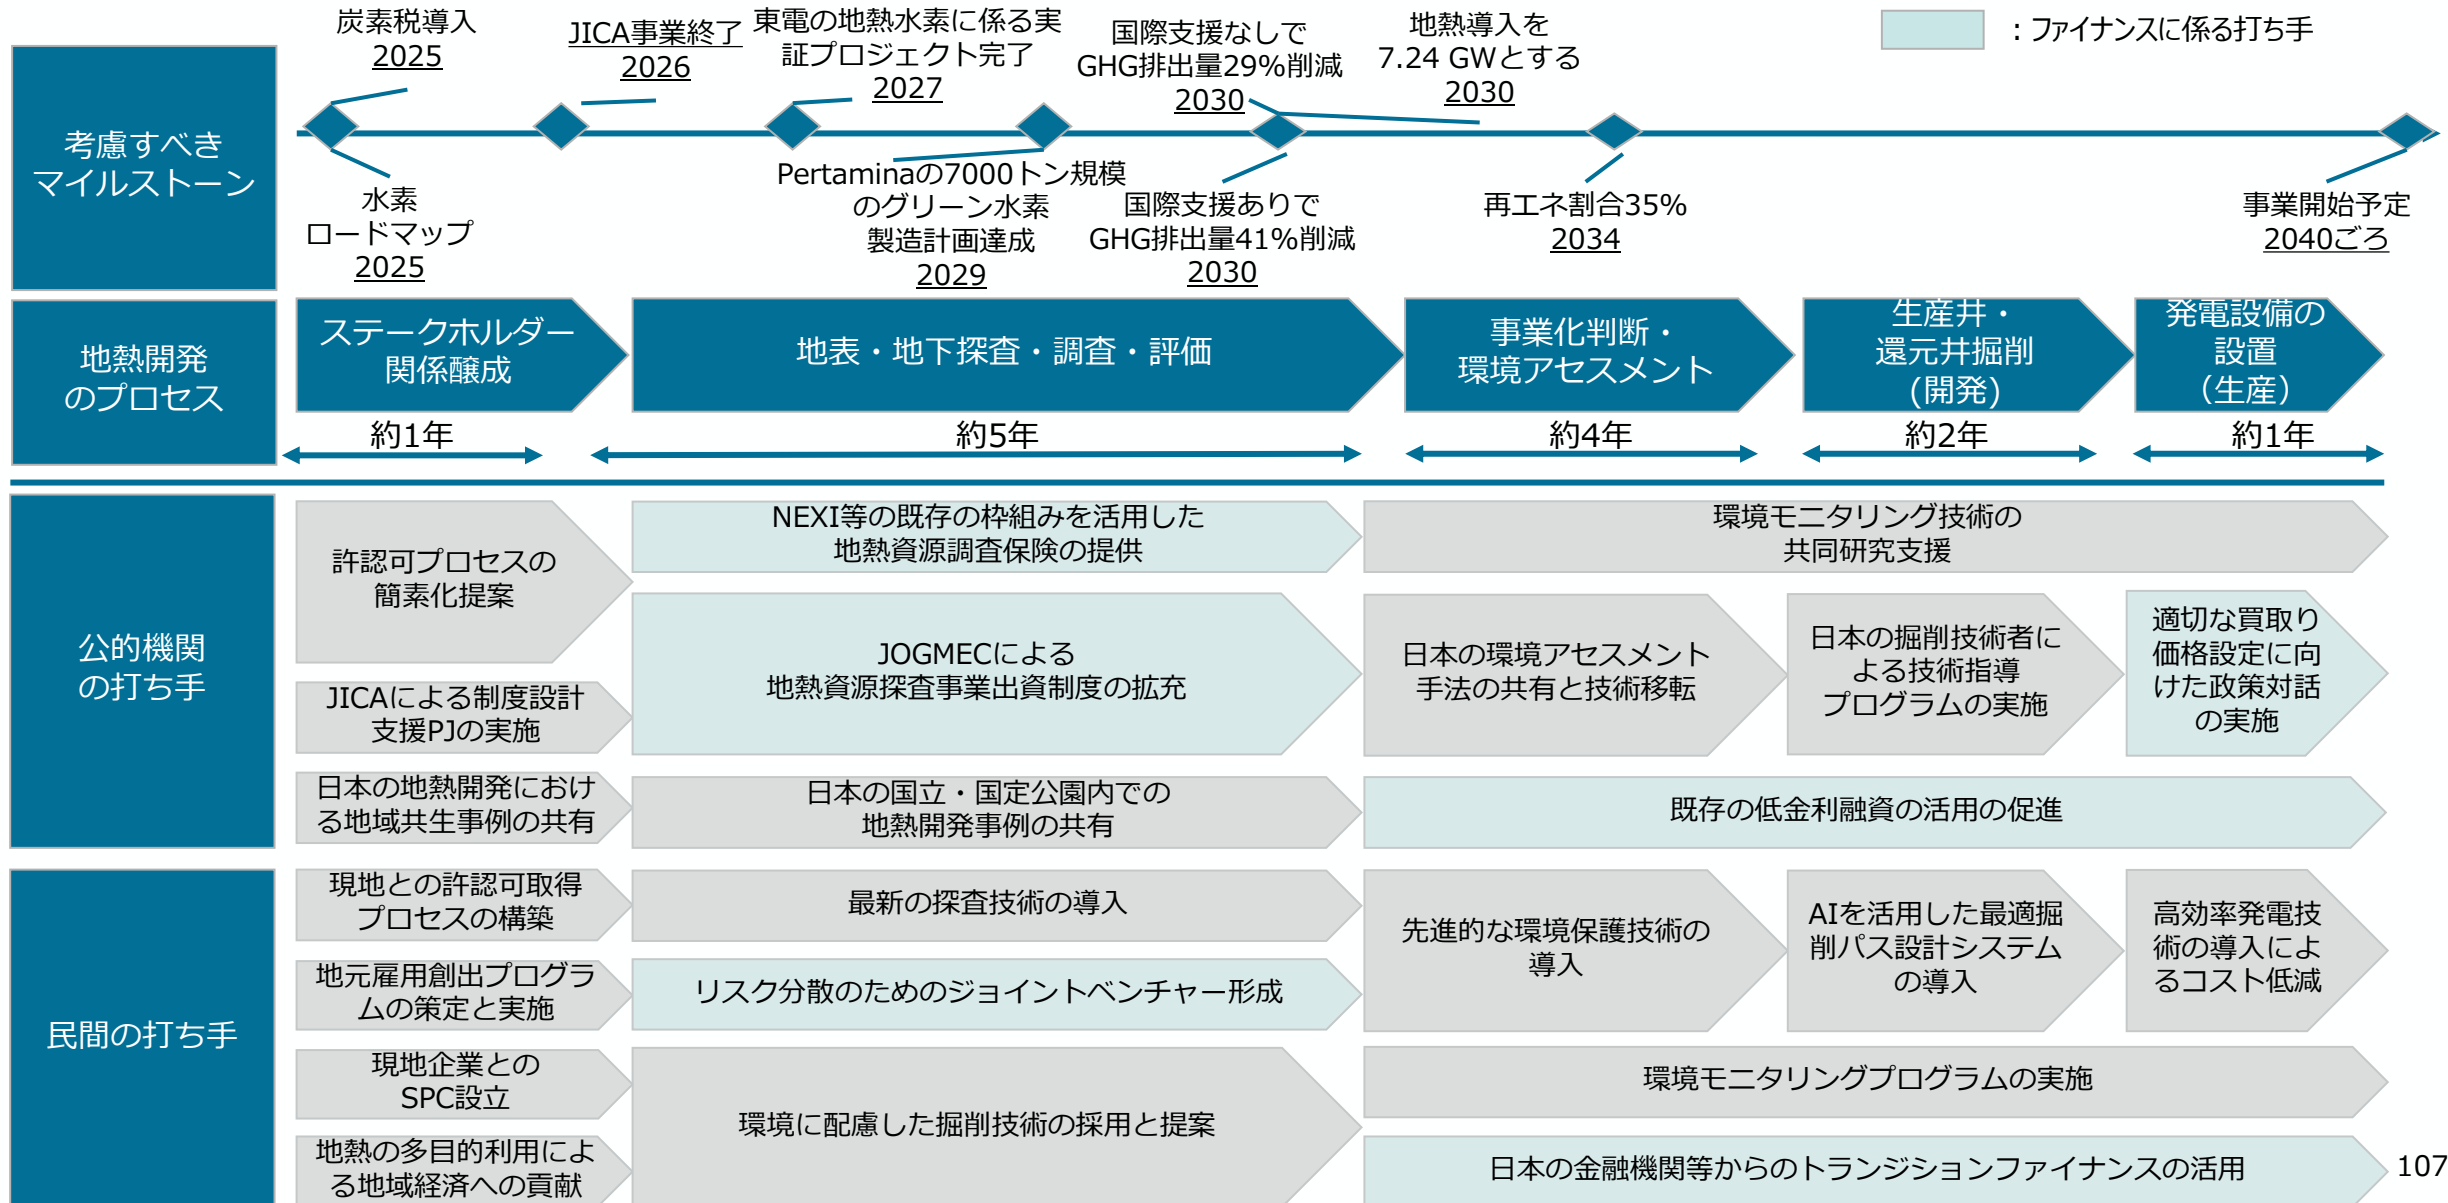 炭素税導入
2025
JICA事業終了
2026
東電の地熱水素に係る実
証プロジェクト完了
2027
国際支援なしで
GHG排出量29%削減
2030
地熱導入を
7.24 GWとする
2030
：ファイナンスに係る打ち手
考慮すべき
マイルストーン
水素
ロードマップ
2025
Pertaminaの7000トン規模
のグリーン水素
製造計画達成
2029
国際支援ありで
GHG排出量41%削減
2030
再エネ割合35%
2034
事業開始予定
2040ごろ
地熱開発
のプロセス
ステークホルダー
関係醸成
地表・地下探査・調査・評価
事業化判断・
環境アセスメント
生産井・
還元井掘削
(開発)
発電設備の
設置
（生産）
約1年
約5年
約4年
約2年
約1年
公的機関
の打ち手
許認可プロセスの
簡素化提案
JICAによる制度設計
支援PJの実施
日本の地熱開発におけ
る地域共生事例の共有
NEXI等の既存の枠組みを活用した
地熱資源調査保険の提供
JOGMECによる
地熱資源探査事業出資制度の拡充
日本の国立・国定公園内での
地熱開発事例の共有
環境モニタリング技術の
共同研究支援
日本の環境アセスメント
手法の共有と技術移転
日本の掘削技術者に
よる技術指導
プログラムの実施
適切な買取り
価格設定に向
けた政策対話
の実施
既存の低金利融資の活用の促進
民間の打ち手
現地との許認可取得
プロセスの構築
地元雇用創出プログラ
ムの策定と実施
現地企業との
SPC設立
地熱の多目的利用によ
る地域経済への貢献
最新の探査技術の導入
リスク分散のためのジョイントベンチャー形成
環境に配慮した掘削技術の採用と提案
先進的な環境保護技術の
導入
AIを活用した最適掘
削パス設計システム
の導入
高効率発電技
術の導入によ
るコスト低減
環境モニタリングプログラムの実施
日本の金融機関等からのトランジションファイナンスの活用
107